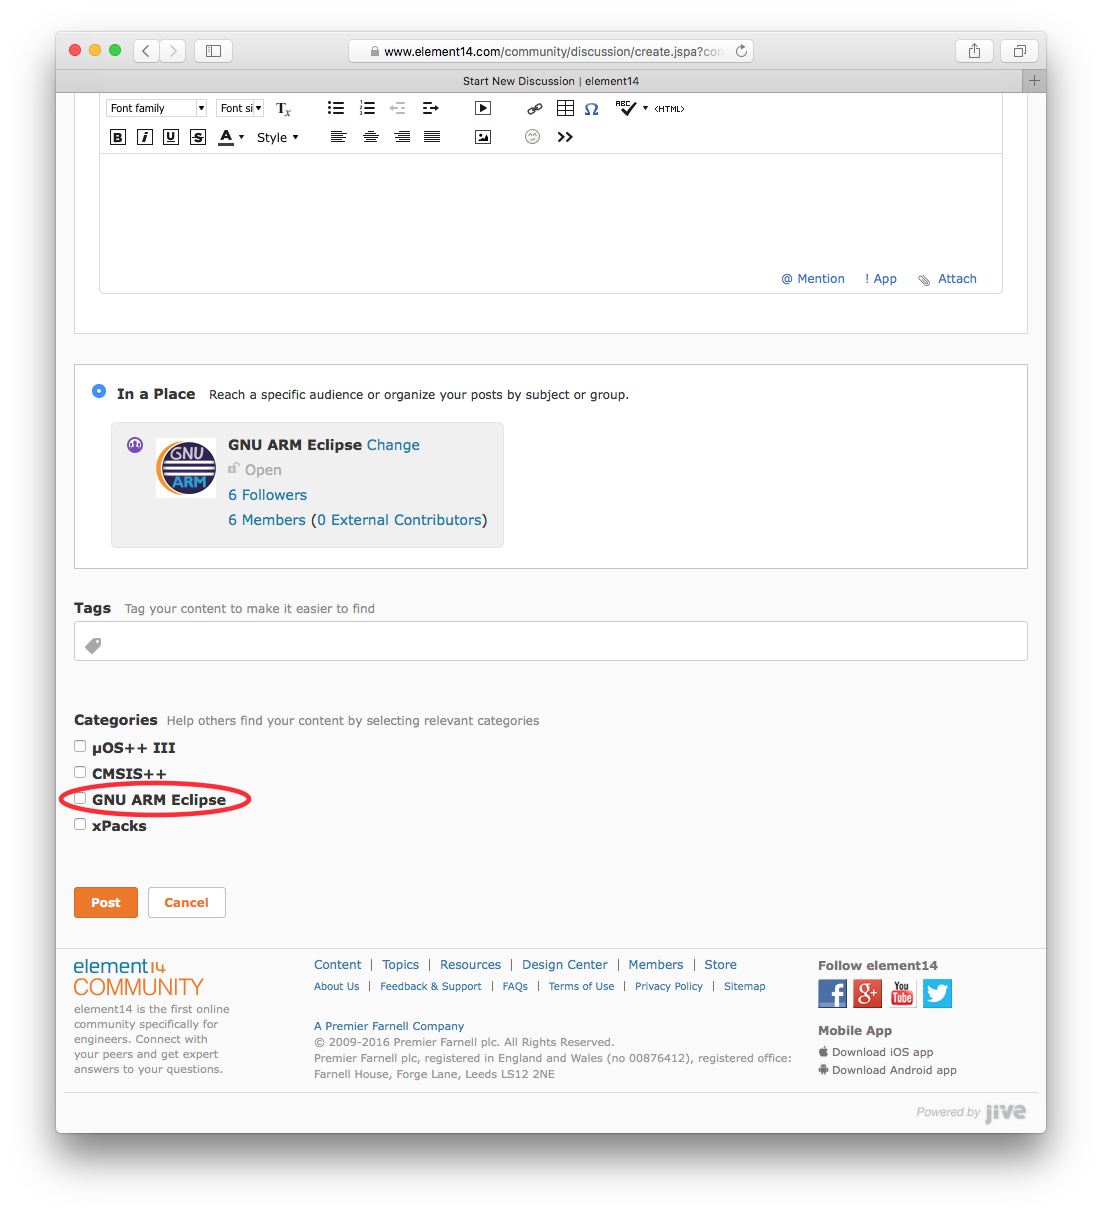 www.element14.com/community/discussion/create.jspa?con
Start New Discussion | element14
Font family Font si Tx ABC <HTML>
B i U S A Style
@ Mention ! App Attach
In a Place Reach a specific audience or organize your posts by subject or group.
GNU ARM
GNU ARM Eclipse Change
Open
6 Followers
6 Members (0 External Contributors)
Tags Tag your content to make it easier to find
Categories Help others find your content by selecting relevant categories
µOS++ III
CMSIS++
GNU ARM Eclipse
xPacks
Post Cancel
element14
COMMUNITY
element14 is the first online
community specifically for
engineers. Connect with
your peers and get expert
answers to your questions.
Content | Topics | Resources | Design Center | Members | Store
About Us | Feedback & Support | FAQs | Terms of Use | Privacy Policy | Sitemap
A Premier Farnell Company
© 2009-2016 Premier Farnell plc. All Rights Reserved.
Premier Farnell plc, registered in England and Wales (no 00876412), registered office:
Farnell House, Forge Lane, Leeds LS12 2NE
Follow element14
f g+ You Tube
Mobile App
Download iOS app
Download Android app
Powered by jive